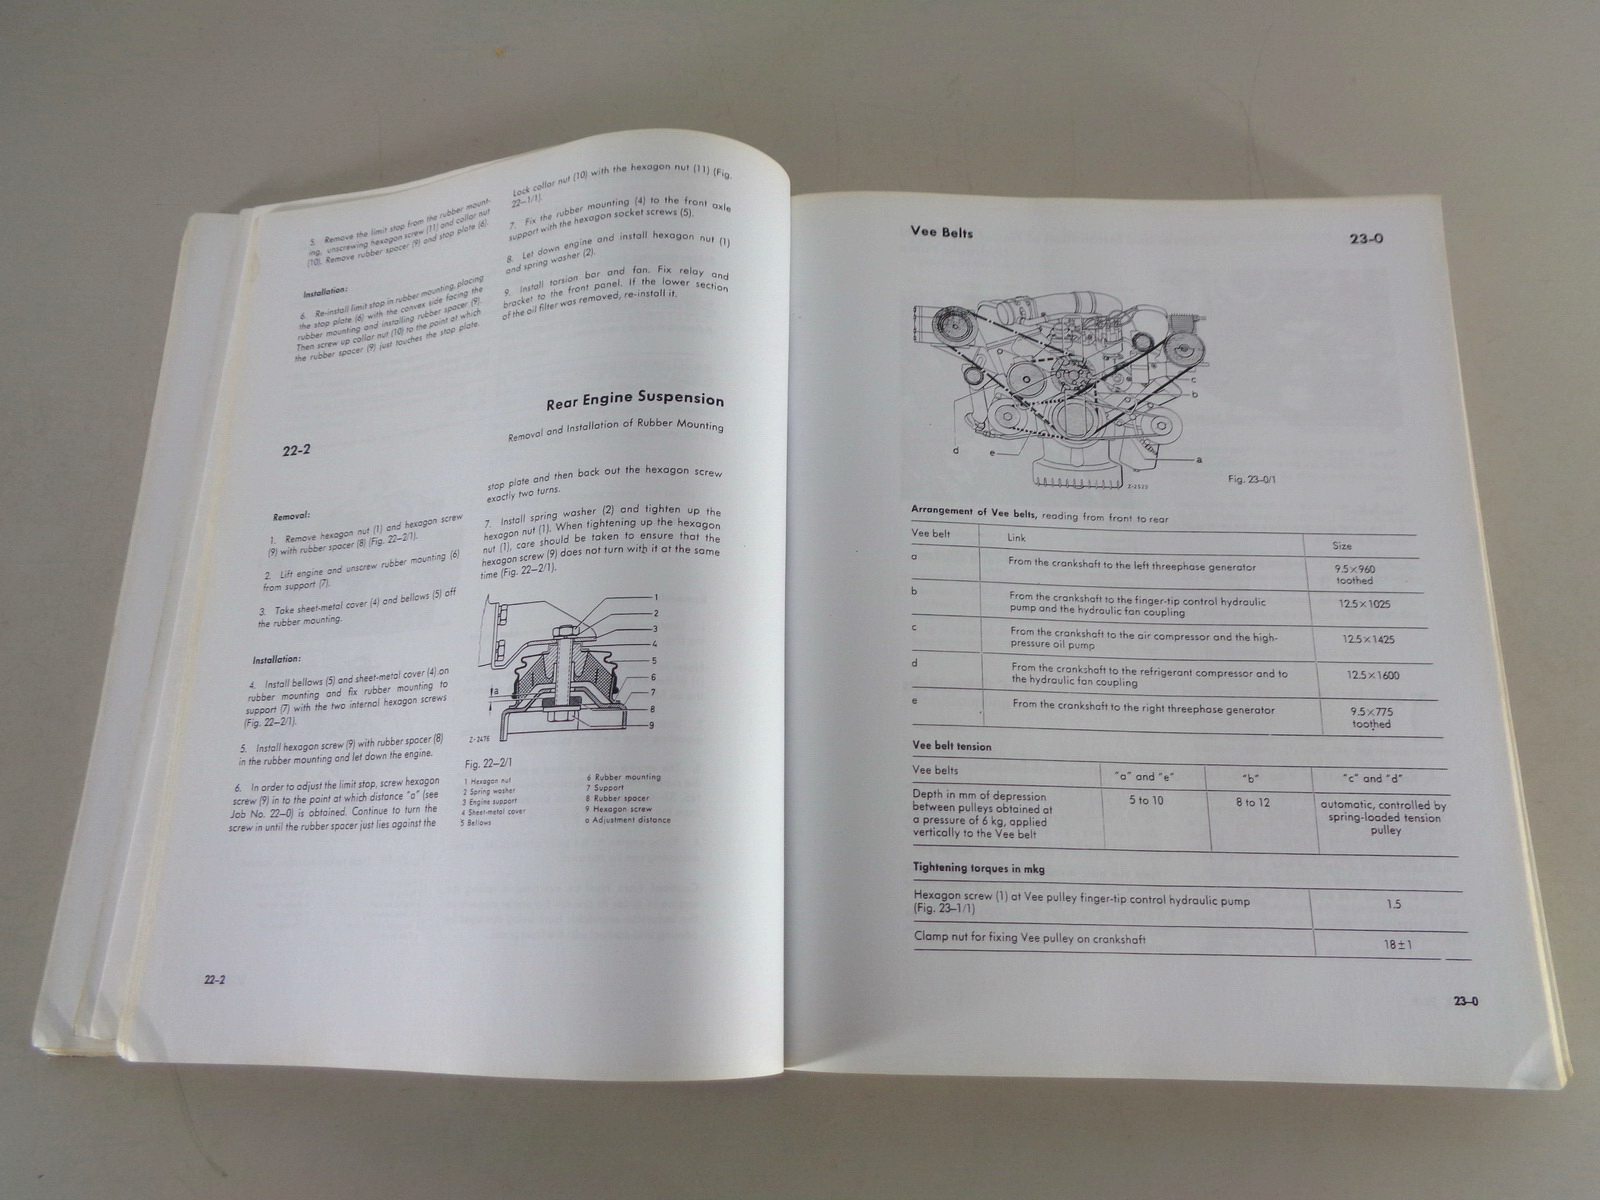 5. Remove the limit stop from the rubber mount-
ing, unscrewing hexagon screw (11) and collar nut
(10). Remove rubber spacer (9) and stop plate (6).
Installation:
6. Re-install limit stop in rubber mounting, placing
the stop plate (6) with the convex side facing the
rubber mounting and installing rubber spacer (9).
Then screw up collar nut (10) to the point at which
the rubber spacer (9) just touches the stop plate.
Lock collar nut (10) with the hexagon nut (11) (Fig.
22–1/1).
7. Fix the rubber mounting (4) to the front axle
support with the hexagon socket screws (5).
8. Let down engine and install hexagon nut (1)
and spring washer (2).
9. Install torsion bar and fan. Fix relay and
bracket to the front panel. If the lower section
of the oil filter was removed, re-install it.
Rear Engine Suspension
22-2
Removal and Installation of Rubber Mounting
Removal:
1. Remove hexagon nut (1) and hexagon screw
(9) with rubber spacer (8) (Fig. 22–2/1).
2. Lift engine and unscrew rubber mounting (6)
from support (7).
3. Take sheet-metal cover (4) and bellows (5) off
the rubber mounting.
Installation:
4. Install bellows (5) and sheet-metal cover (4) on
rubber mounting and fix rubber mounting to
support (7) with the two internal hexagon screws
(Fig. 22–2/1).
5. Install hexagon screw (9) with rubber spacer (8)
in the rubber mounting and let down the engine.
6. In order to adjust the limit stop, screw hexagon
screw (9) in to the point at which distance "a" (see
Job No. 22–0) is obtained. Continue to turn the
screw in until the rubber spacer just lies against the
stop plate and then back out the hexagon screw
exactly two turns.
7. Install spring washer (2) and tighten up the
hexagon nut (1). When tightening up the hexagon
nut (1), care should be taken to ensure that the
hexagon screw (9) does not turn with it at the same
time (Fig. 22–2/1).
1
2
3
4
5
6
7
8
9
a
Z-2476
Fig. 22–2/1
1 Hexagon nut
2 Spring washer
3 Engine support
4 Sheet-metal cover
5 Bellows
6 Rubber mounting
7 Support
8 Rubber spacer
9 Hexagon screw
a Adjustment distance
22–2
Vee Belts
23-0
c
b
d
e
a
Z-2525
Fig. 23–0/1
Arrangement of Vee belts, reading from front to rear
Vee belt Link Size
a From the crankshaft to the left threephase generator 9.5×960
toothed
b From the crankshaft to the finger-tip control hydraulic
pump and the hydraulic fan coupling 12.5×1025
c From the crankshaft to the air compressor and the high-
pressure oil pump 12.5×1425
d From the crankshaft to the refrigerant compressor and to
the hydraulic fan coupling 12.5×1600
e From the crankshaft to the right threephase generator 9.5×775
toothed
Vee belt tension
Vee belts "a" and "e" "b" "c" and "d"
Depth in mm of depression 5 to 10 8 to 12 automatic, controlled by
between pulleys obtained at spring-loaded tension
a pressure of 6 kg, applied pulley
vertically to the Vee belt
Tightening torques in mkg
Hexagon screw (1) at Vee pulley finger-tip control hydraulic pump 1.5
(Fig. 23–1/1)
Clamp nut for fixing Vee pulley on crankshaft 18±1
23–0